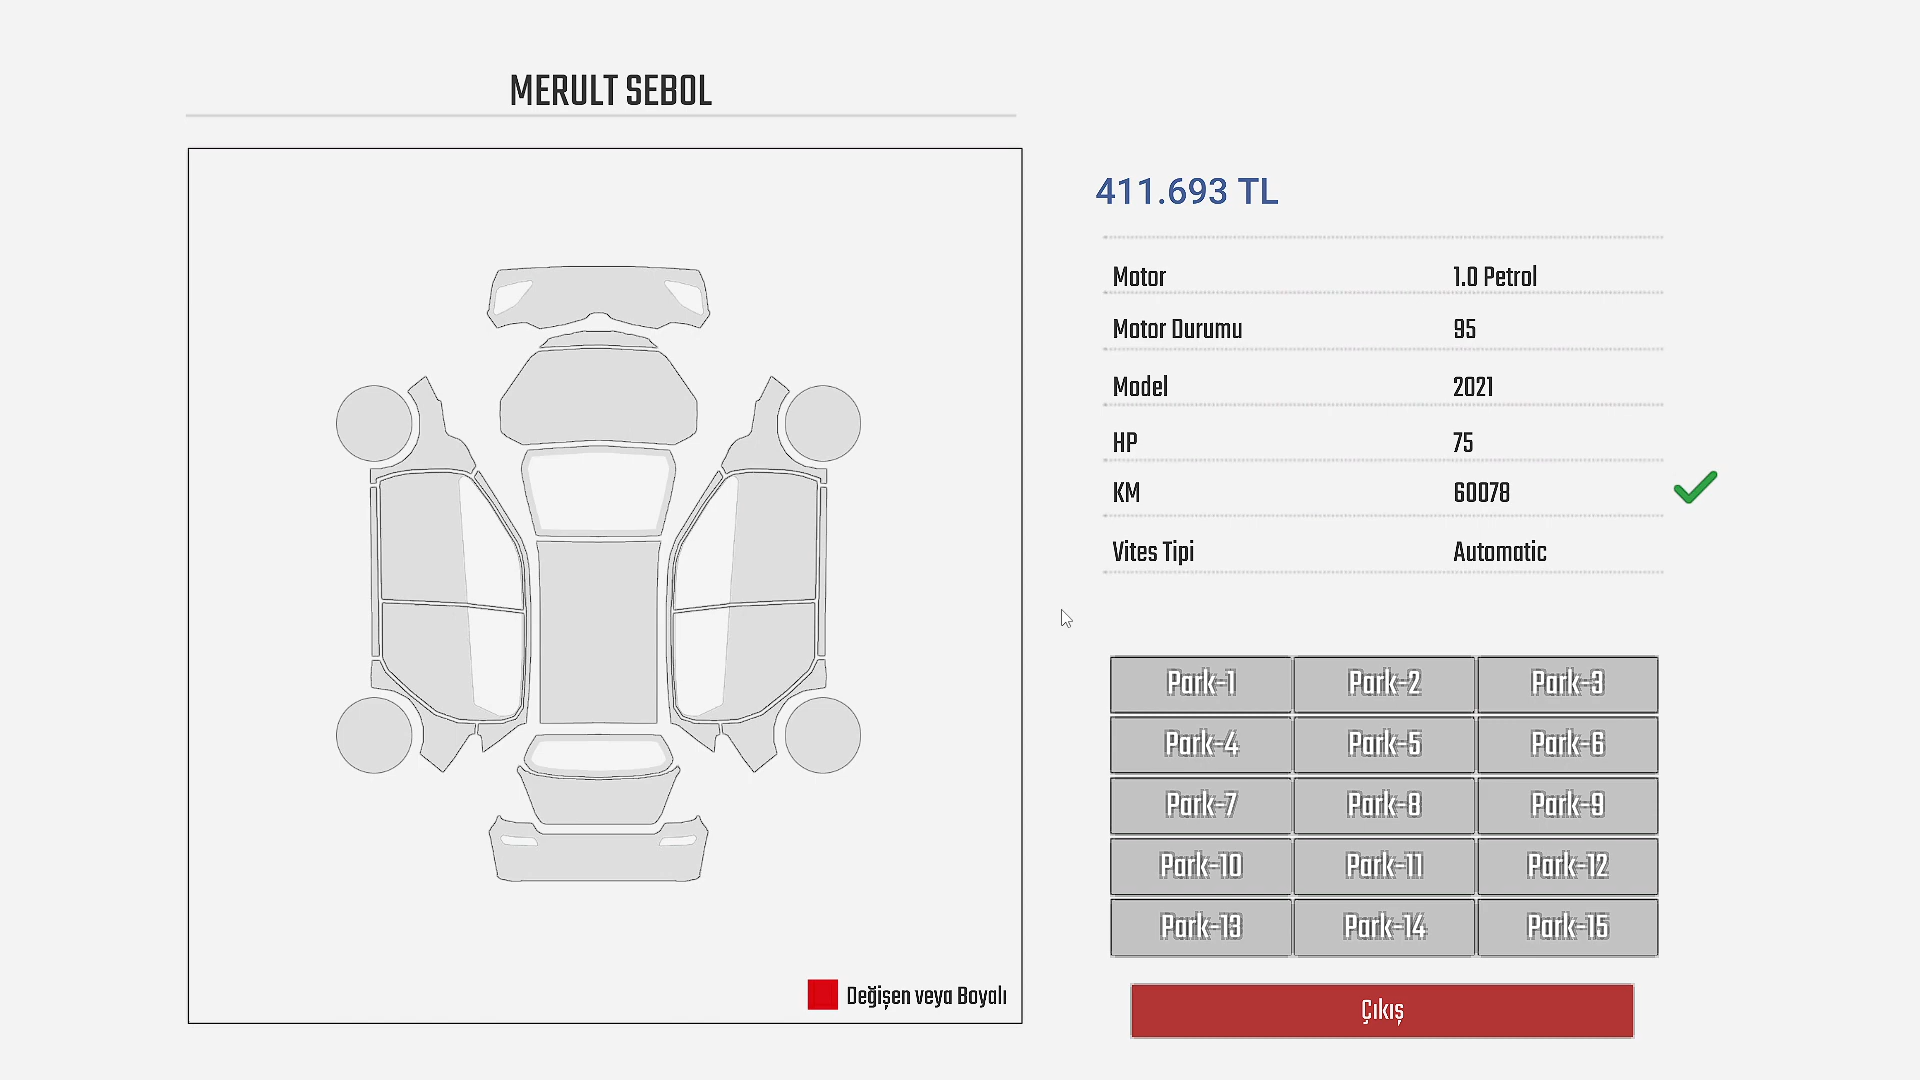 MERULT SEBOL
411.693 TL
Motor 1.0 Petrol
Motor Durumu 95
Model 2021
HP 75
KM 60078
Vites Tipi Automatic
Park-1 Park-2 Park-3
Park-4 Park-5 Park-6
Park-7 Park-8 Park-9
Park-10 Park-11 Park-12
Park-13 Park-14 Park-15
Değişen veya Boyalı
Çıkış